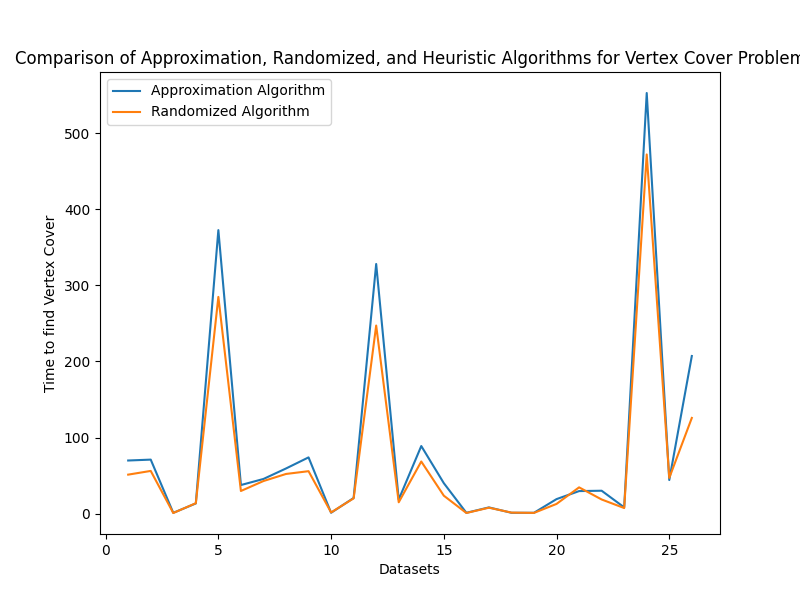 Comparison of Approximation, Randomized, and Heuristic Algorithms for Vertex Cover Problem
Approximation Algorithm
Randomized Algorithm
Time to find Vertex Cover
500
400
300
200
100
0
0 5 10 15 20 25
Datasets